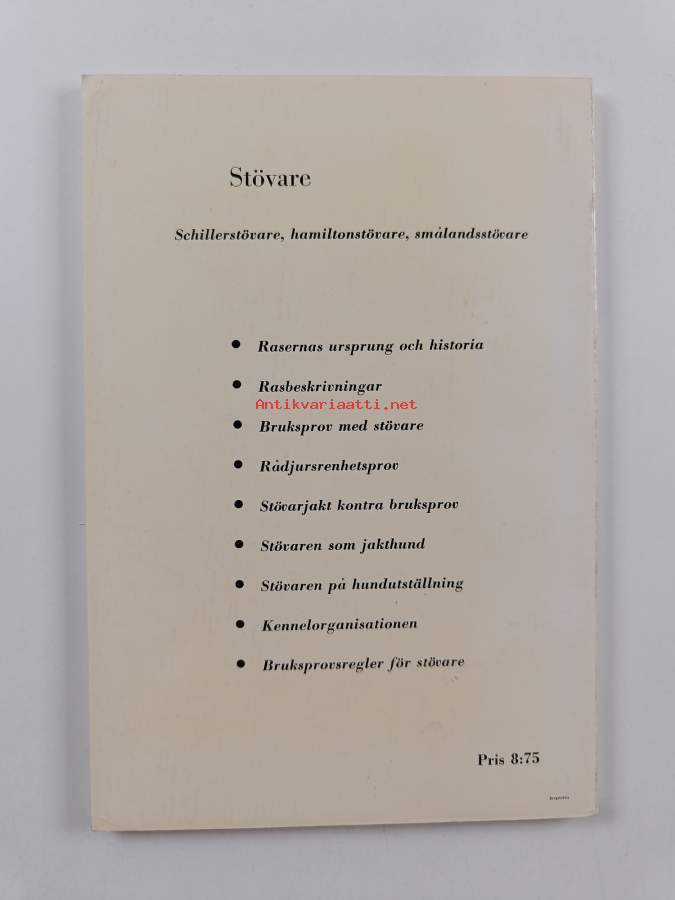 Stövare
Schillerstövare, hamiltonstövare, smålandsstövare
• Rasernas ursprung och historia
• Rasbeskrivningar
Antikvariaatti.net
• Bruksprov med stövare
• Rådjursrenhetsprov
• Stövarjakt kontra bruksprov
• Stövaren som jakthund
• Stövaren på hundutställning
• Kennelorganisationen
• Bruksprovsregler för stövare
Pris 8:75